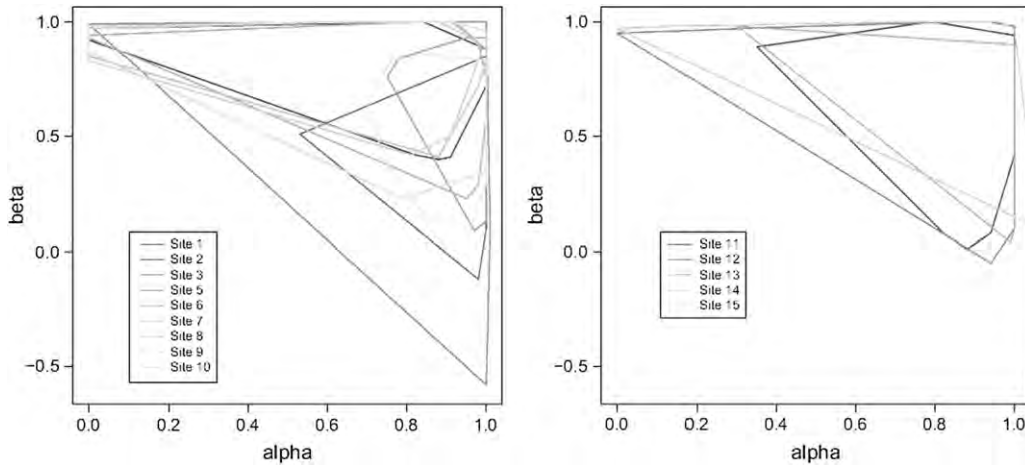 1.0
0.5
0.0
−0.5
beta
Site 1
Site 2
Site 3
Site 5
Site 6
Site 7
Site 8
Site 9
Site 10
0.0 0.2 0.4 0.6 0.8 1.0
alpha
1.0
0.5
0.0
−0.5
beta
Site 11
Site 12
Site 13
Site 14
Site 15
0.0 0.2 0.4 0.6 0.8 1.0
alpha